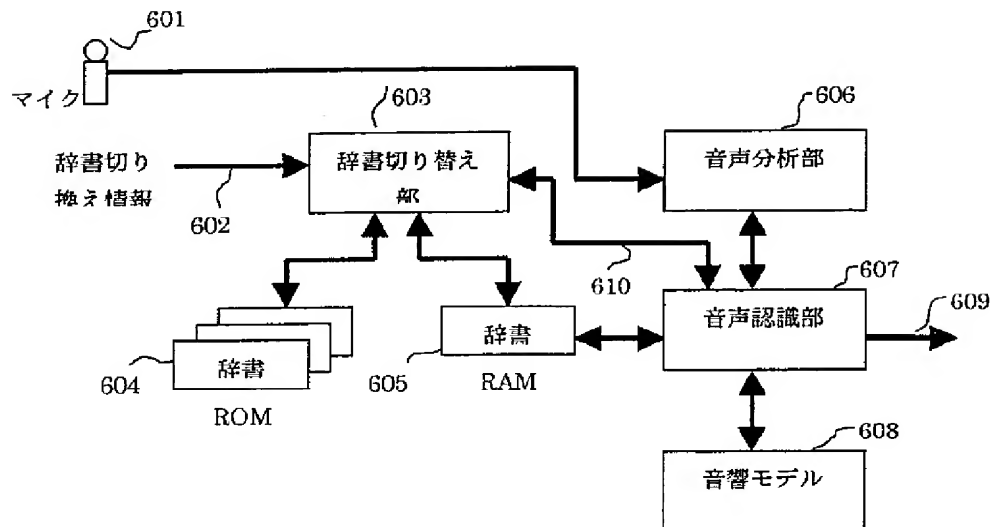 601
マイク
603
606
辞書切り替え
部
音声分析部
辞書切り
換え情報
602
610
607
609
音声認識部
辞書
604
辞書
605
ROM
RAM
608
音響モデル